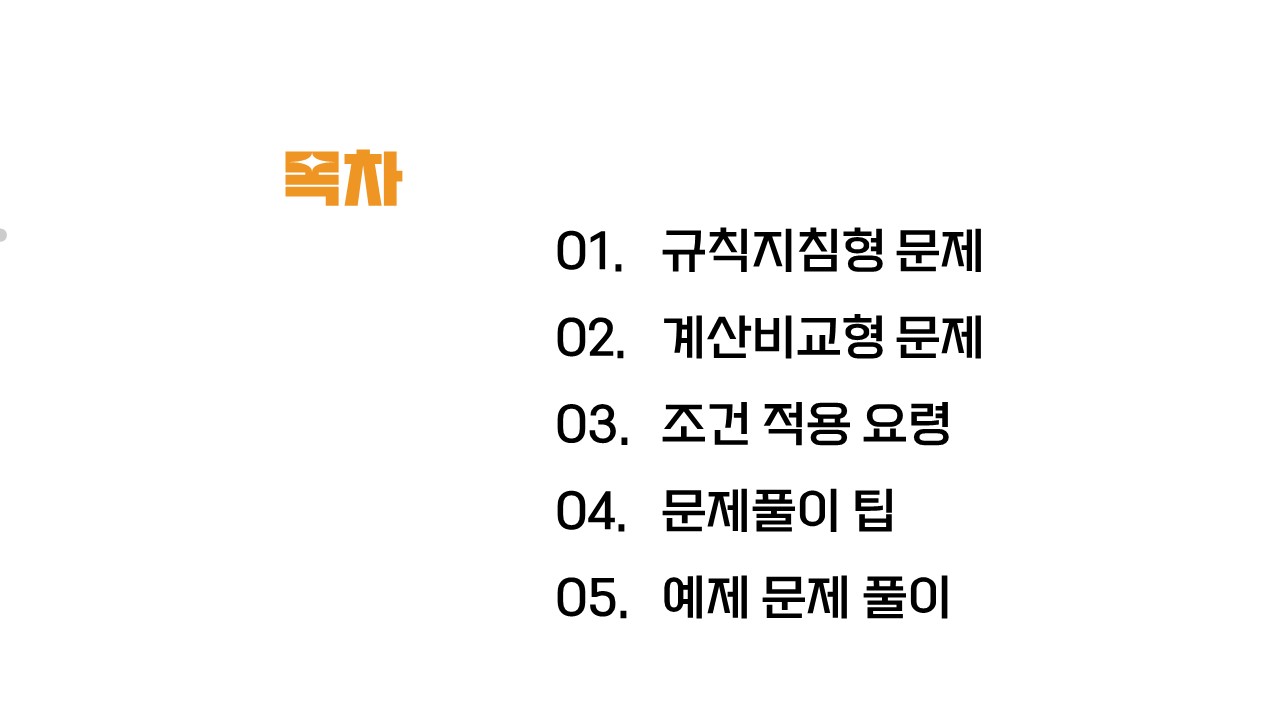 목차
01. 규칙지침형 문제
02. 계산비교형 문제
03. 조건 적용 요령
04. 문제풀이 팁
05. 예제 문제 풀이